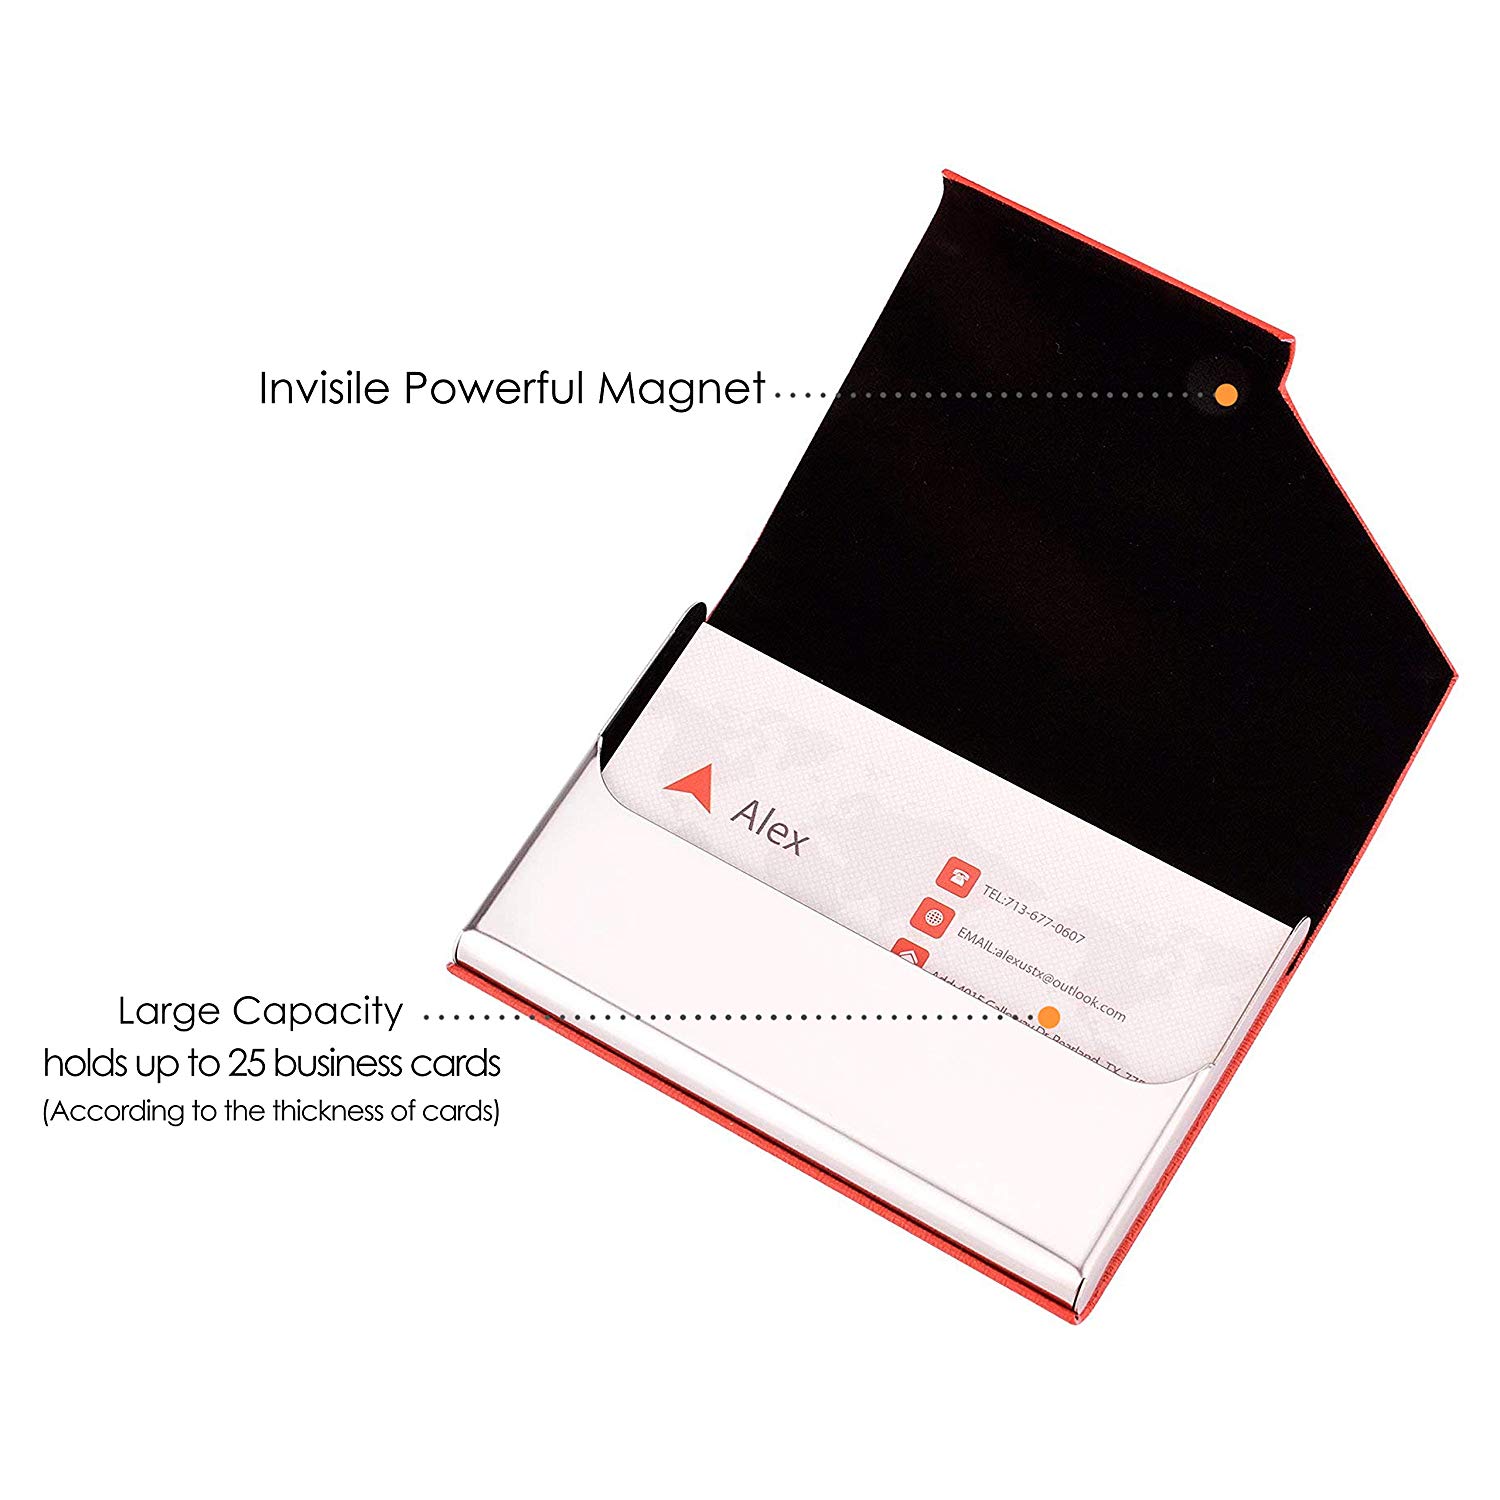 Invisile Powerful Magnet
Alex
TEL:713-677-0607
EMAIL:alexustx@outlook.com
Large Capacity
holds up to 25 business cards
(According to the thickness of cards)